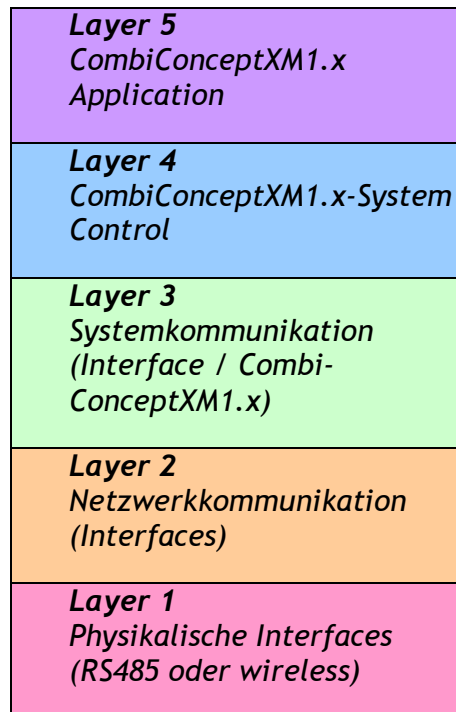 Layer 5
CombiConceptXM1.x
Application
Layer 4
CombiConceptXM1.x-System
Control
Layer 3
Systemkommunikation
(Interface / Combi-
ConceptXM1.x)
Layer 2
Netzwerkkommunikation
(Interfaces)
Layer 1
Physikalische Interfaces
(RS485 oder wireless)